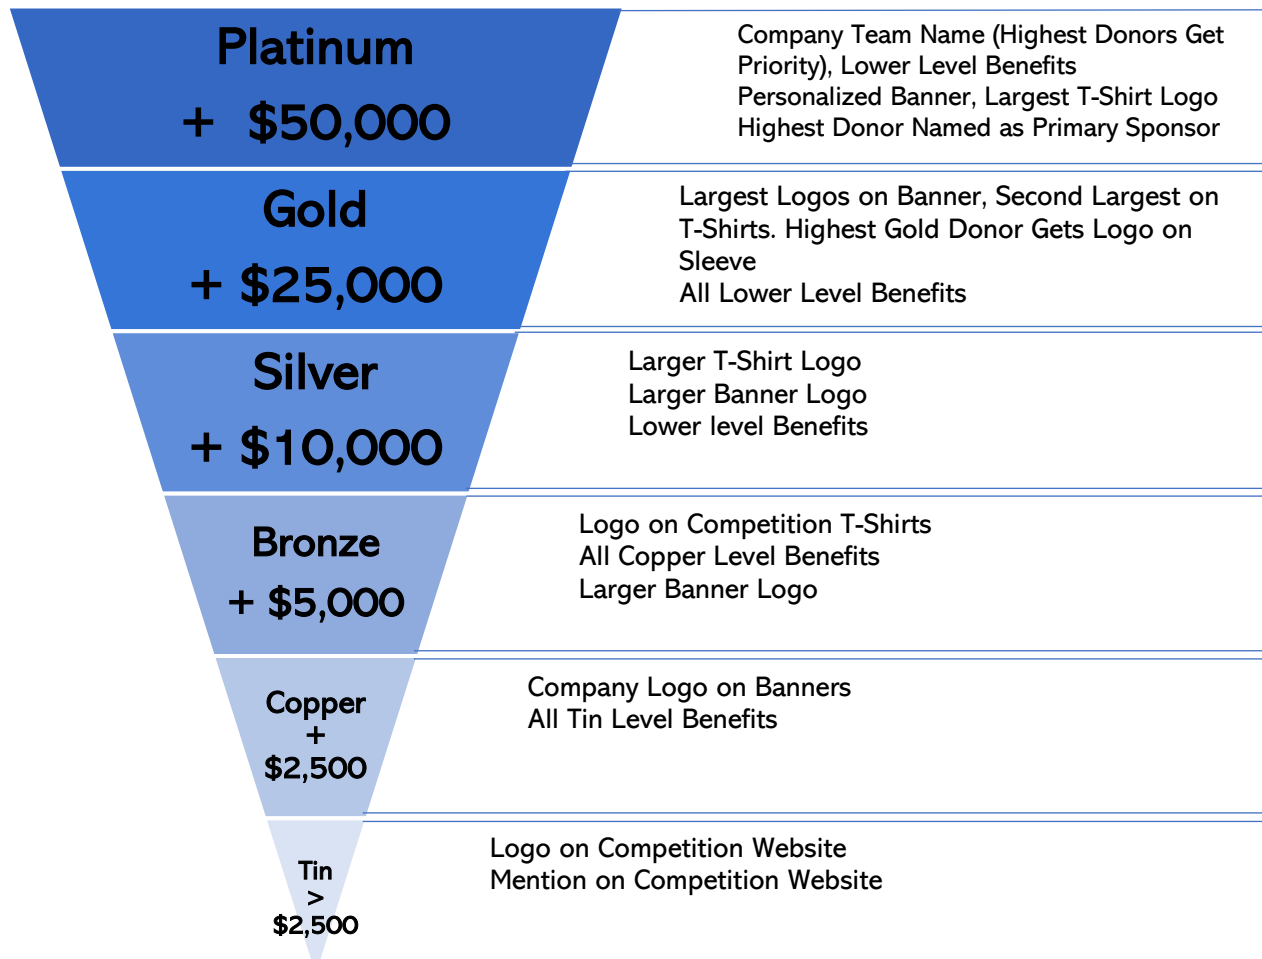 Platinum
+ $50,000
Company Team Name (Highest Donors Get
Priority), Lower Level Benefits
Personalized Banner, Largest T-Shirt Logo
Highest Donor Named as Primary Sponsor
Gold
+ $25,000
Largest Logos on Banner, Second Largest on
T-Shirts. Highest Gold Donor Gets Logo on
Sleeve
All Lower Level Benefits
Silver
+ $10,000
Larger T-Shirt Logo
Larger Banner Logo
Lower level Benefits
Bronze
+ $5,000
Logo on Competition T-Shirts
All Copper Level Benefits
Larger Banner Logo
Copper
+
$2,500
Company Logo on Banners
All Tin Level Benefits
Tin
>
$2,500
Logo on Competition Website
Mention on Competition Website